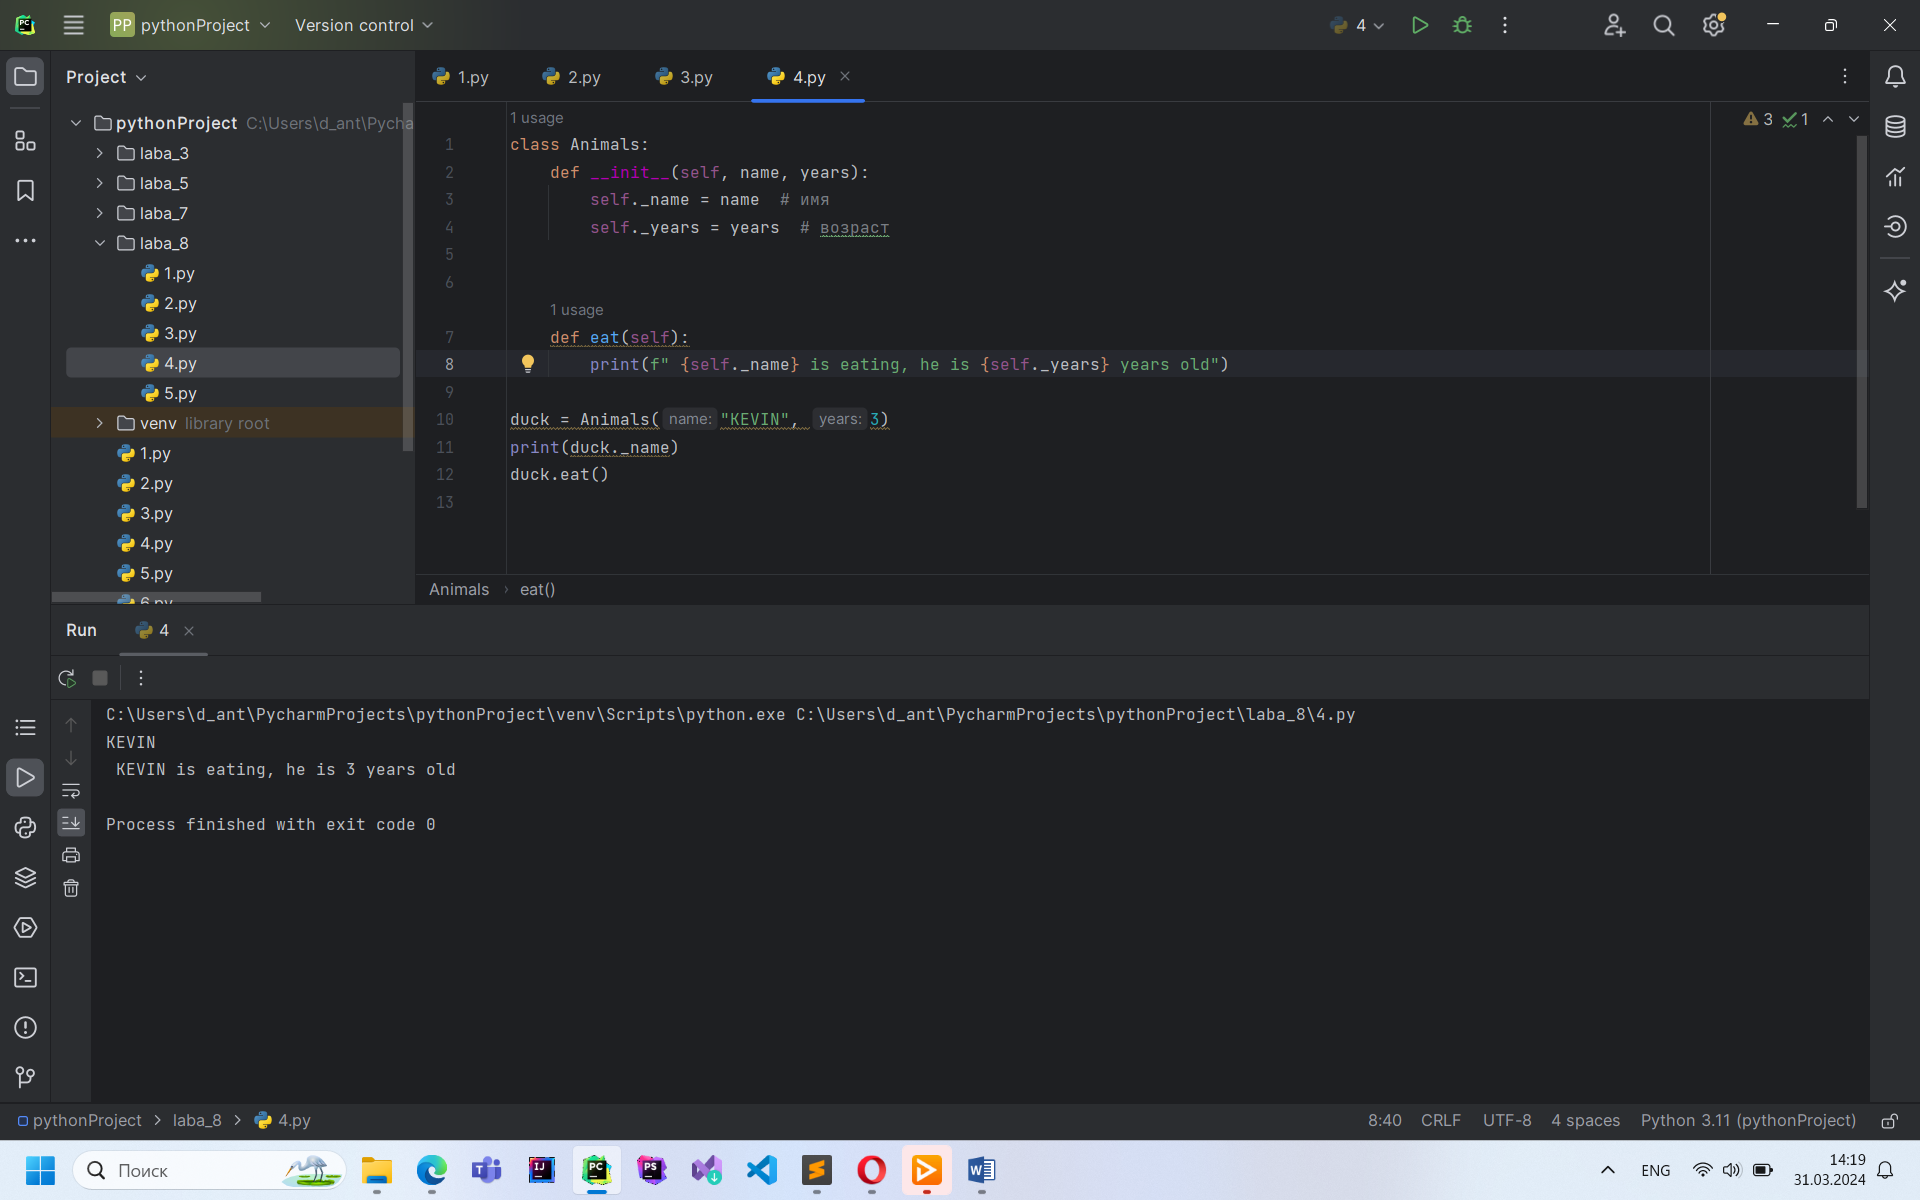 PC
PP pythonProject Version control 4
Project
1.py 2.py 3.py 4.py
pythonProject C:\Users\d_ant\Pycha
laba_3
laba_5
laba_7
laba_8
1.py
2.py
3.py
4.py
5.py
venv library root
1.py
2.py
3.py
4.py
5.py
6.py
3 1
1 usage
1 class Animals:
2 def __init__(self, name, years):
3 self._name = name # имя
4 self._years = years # возраст
5
6
1 usage
7 def eat(self):
8 print(f" {self._name} is eating, he is {self._years} years old")
9
10 duck = Animals( name: "KEVIN", years: 3)
11 print(duck._name)
12 duck.eat()
13
Animals › eat()
Run 4
C:\Users\d_ant\PycharmProjects\pythonProject\venv\Scripts\python.exe C:\Users\d_ant\PycharmProjects\pythonProject\laba_8\4.py
KEVIN
 KEVIN is eating, he is 3 years old
Process finished with exit code 0
pythonProject > laba_8 > 4.py
8:40 CRLF UTF-8 4 spaces Python 3.11 (pythonProject)
Поиск
IJ PC PS
ENG
14:19
31.03.2024